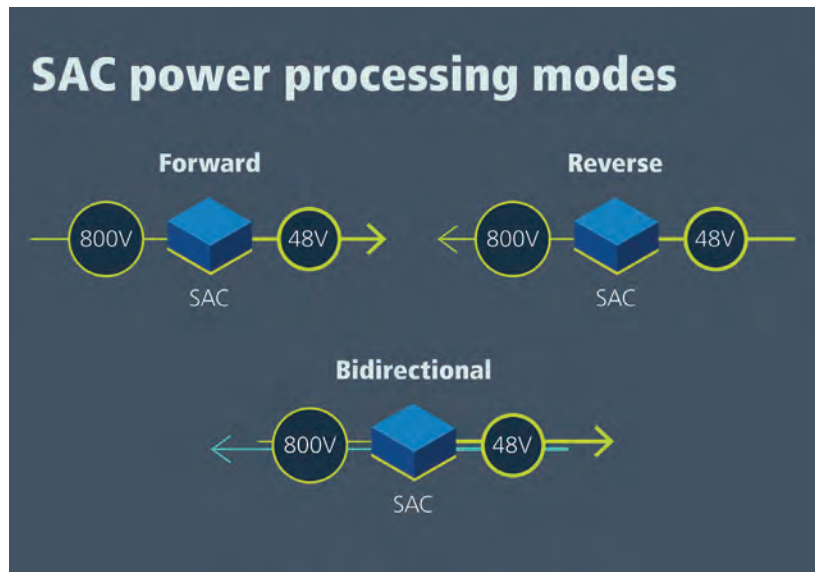 SAC power processing modes
Forward
800V
48V
SAC
Reverse
800V
48V
SAC
Bidirectional
800V
48V
SAC